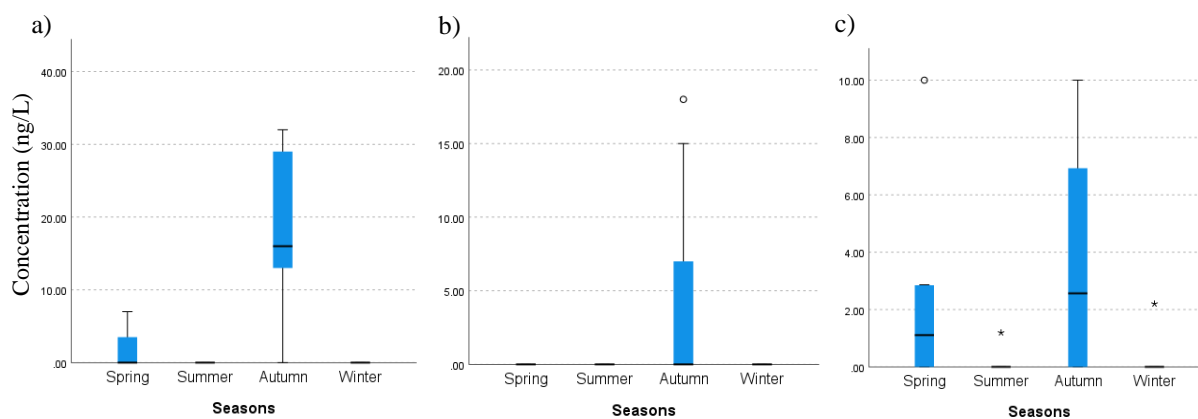 a)
Concentration (ng/L)
40.00
30.00
20.00
10.00
.00
Spring Summer Autumn Winter
Seasons
b)
20.00
15.00
10.00
5.00
.00
Spring Summer Autumn Winter
Seasons
c)
10.00
8.00
6.00
4.00
2.00
.00
Spring Summer Autumn Winter
Seasons